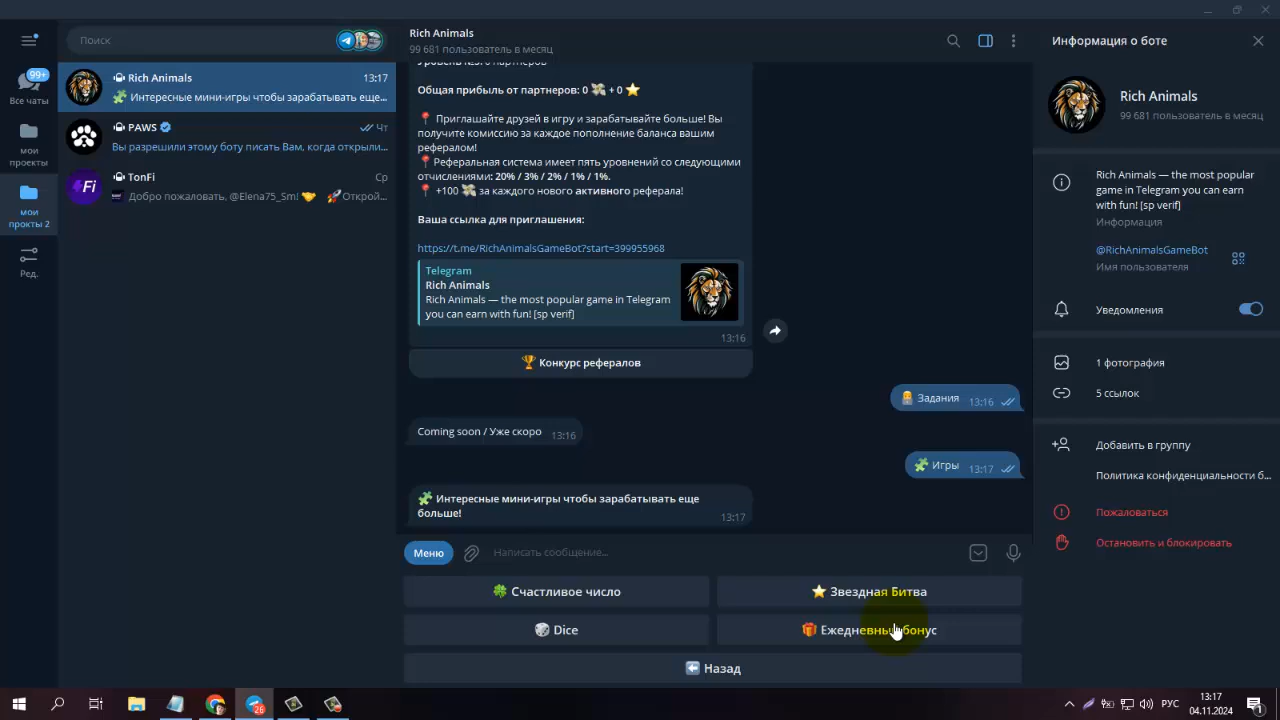 Поиск
Rich Animals
99 681 пользователь в месяц
Информация о боте
99+
Все чаты
мои
проекты
мои
прокты 2
Ред.
Rich Animals
13:17
Интересные мини-игры чтобы зарабатывать еще...
PAWS
Чт
Вы разрешили этому боту писать Вам, когда открыли...
Fi
TonFi
Ср
Добро пожаловать, @Elena75_Sm! 🤝 🚀Открой...
Общая прибыль от партнеров: 0 💸 + 0 ⭐
📍 Приглашайте друзей в игру и зарабатывайте больше! Вы
получите комиссию за каждое пополнение баланса вашим
рефералом!
📍Реферальная система имеет пять уровней со следующими
отчислениями: 20% / 3% / 2% / 1% / 1%.
📍 +100 💸 за каждого нового активного реферала!
Ваша ссылка для приглашения:
https://t.me/RichAnimalsGameBot?start=399955968
Telegram
Rich Animals
Rich Animals — the most popular game in Telegram
you can earn with fun! [sp verif]
13:16
🏆 Конкурс рефералов
Задания 13:16
Coming soon / Уже скоро 13:16
🧩 Игры 13:17
🧩 Интересные мини-игры чтобы зарабатывать еще
больше!
13:17
Меню
Написать сообщение...
🍀 Счастливое число
⭐ Звездная Битва
🎲 Dice
🎁 Ежедневный бонус
⬅️ Назад
Rich Animals
99 681 пользователь в месяц
Rich Animals — the most popular
game in Telegram you can earn
with fun! [sp verif]
Информация
@RichAnimalsGameBot
Имя пользователя
Уведомления
1 фотография
5 ссылок
Добавить в группу
Политика конфиденциальности б...
Пожаловаться
Остановить и блокировать
26
РУС
13:17
04.11.2024
1